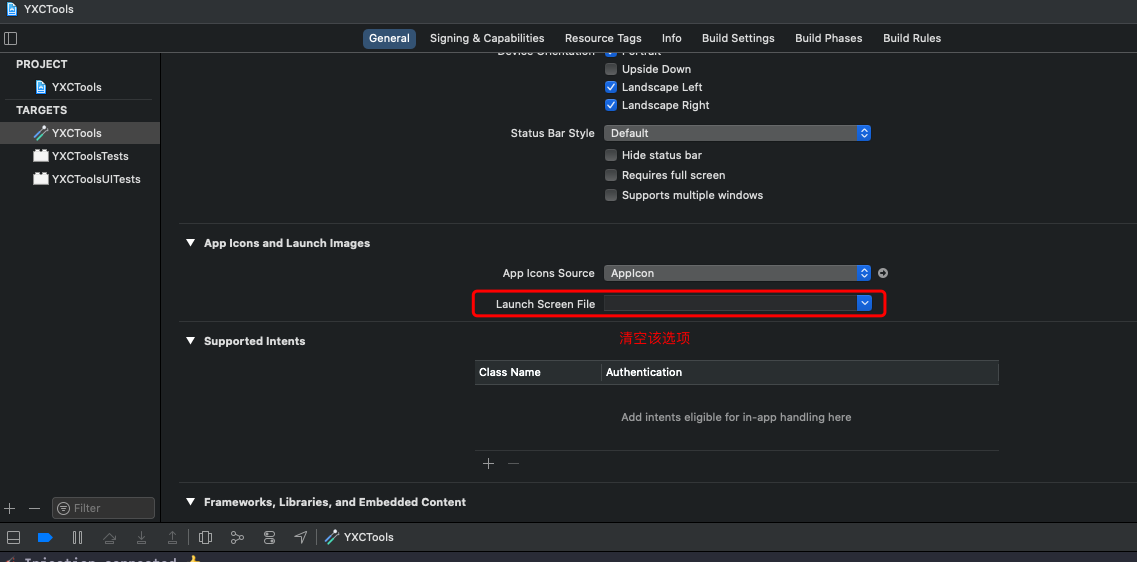 YXCTools
General Signing & Capabilities Resource Tags Info Build Settings Build Phases Build Rules
PROJECT
YXCTools
TARGETS
YXCTools
YXCToolsTests
YXCToolsUITests
Device Orientation Portrait
Upside Down
Landscape Left
Landscape Right
Status Bar Style Default
Hide status bar
Requires full screen
Supports multiple windows
App Icons and Launch Images
App Icons Source AppIcon
Launch Screen File
清空该选项
Supported Intents
Class Name Authentication
Add intents eligible for in-app handling here
Frameworks, Libraries, and Embedded Content
Filter
YXCTools
Injection connected 👍